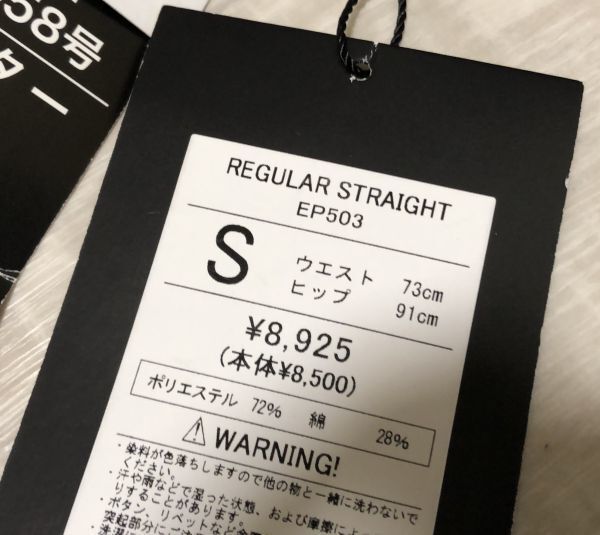 58号
ター
REGULAR STRAIGHT
EP503
S
ウエスト 73cm
ヒップ 91cm
¥8,925
(本体¥8,500)
ポリエステル 72% 綿 28%
⚠ WARNING!
・染料が色落ちしますので他の物と一緒に洗わないで
ください。
・汗や雨などで湿った状態、および摩擦によっ
りすることがあります。
・ボタン、リベットなど金
突起部分に